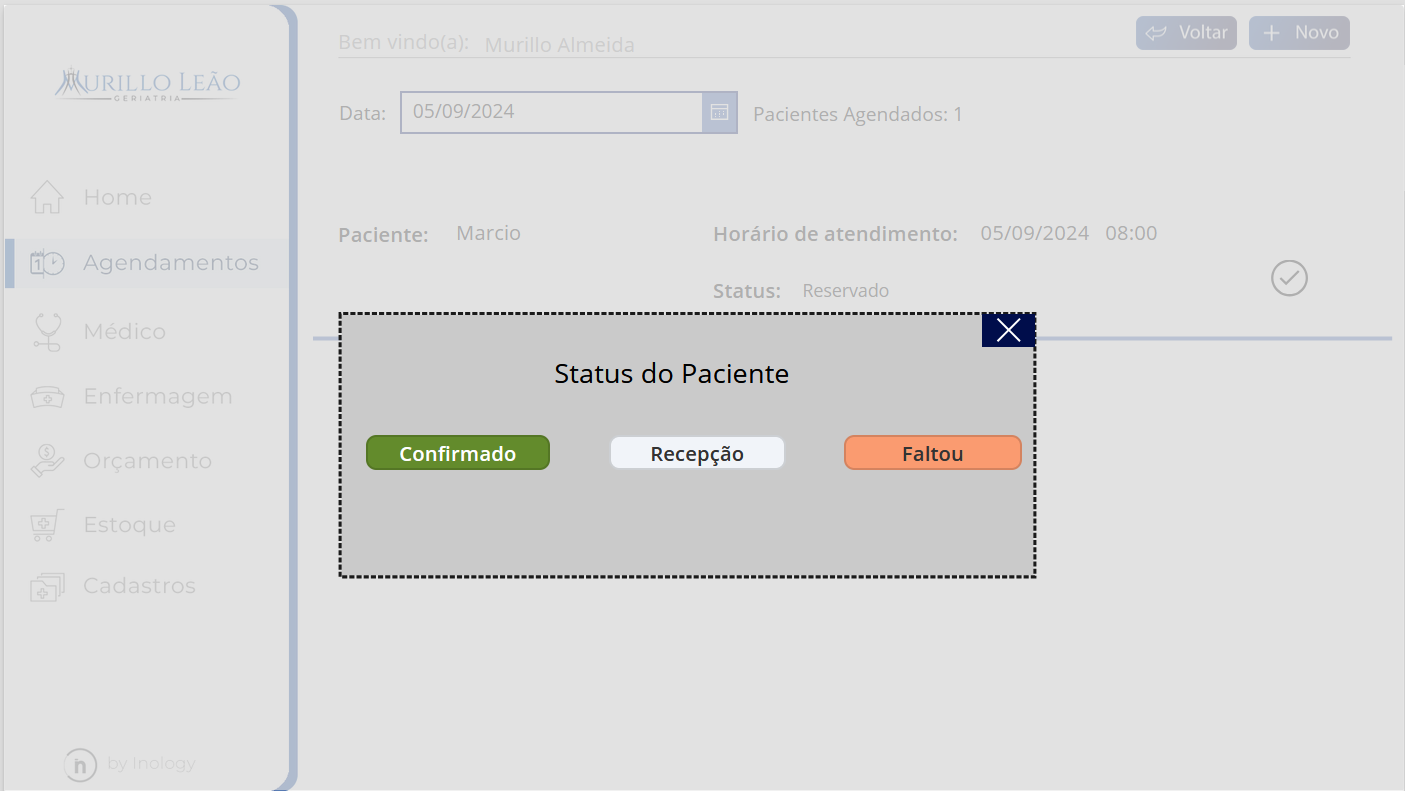 MURILLO LEÃO
GERIATRIA
Bem vindo(a): Murillo Almeida
Voltar
Novo
Data: 05/09/2024
Pacientes Agendados: 1
Home
Agendamentos
Médico
Enfermagem
Orçamento
Estoque
Cadastros
Paciente: Marcio
Horário de atendimento: 05/09/2024 08:00
Status: Reservado
Status do Paciente
Confirmado
Recepção
Faltou
in by Inology